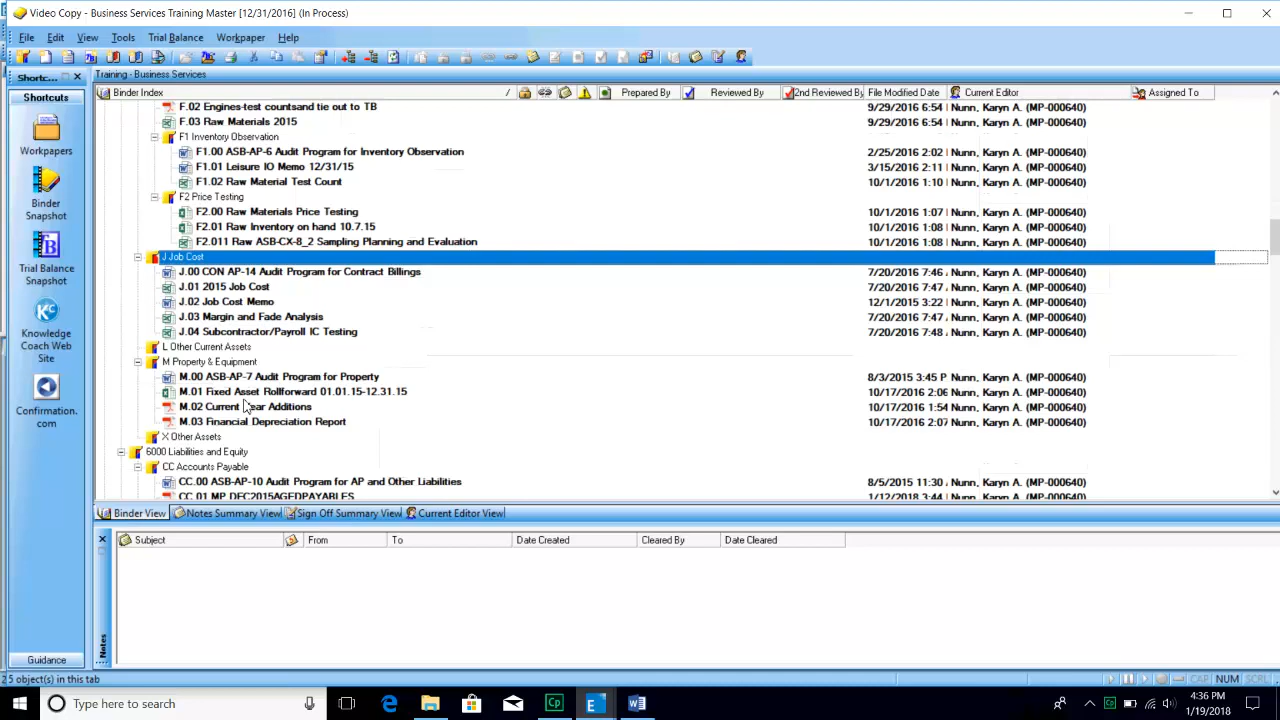 Video Copy - Business Services Training Master [12/31/2016] (In Process)
File Edit View Tools Trial Balance Workpaper Help
Shortc...
Shortcuts
Workpapers
Binder
Snapshot
Trial Balance
Snapshot
Knowledge
Coach Web
Site
Confirmation.
com
Guidance
Training - Business Services
Binder Index / Prepared By Reviewed By 2nd Reviewed By File Modified Date Current Editor Assigned To
F.02 Engines-test countsand tie out to TB 9/29/2016 6:54 Nunn, Karyn A. (MP-000640)
F.03 Raw Materials 2015 9/29/2016 6:54 Nunn, Karyn A. (MP-000640)
F1 Inventory Observation
F1.00 ASB-AP-6 Audit Program for Inventory Observation 2/25/2016 2:02 Nunn, Karyn A. (MP-000640)
F1.01 Leisure IO Memo 12/31/15 3/15/2016 2:11 Nunn, Karyn A. (MP-000640)
F1.02 Raw Material Test Count 10/1/2016 1:10 Nunn, Karyn A. (MP-000640)
F2 Price Testing
F2.00 Raw Materials Price Testing 10/1/2016 1:07 Nunn, Karyn A. (MP-000640)
F2.01 Raw Inventory on hand 10.7.15 10/1/2016 1:08 Nunn, Karyn A. (MP-000640)
F2.011 Raw ASB-CX-8_2 Sampling Planning and Evaluation 10/1/2016 1:08 Nunn, Karyn A. (MP-000640)
J Job Cost
J.00 CON AP-14 Audit Program for Contract Billings 7/20/2016 7:46 Nunn, Karyn A. (MP-000640)
J.01 2015 Job Cost 7/20/2016 7:47 Nunn, Karyn A. (MP-000640)
J.02 Job Cost Memo 12/1/2015 3:22 Nunn, Karyn A. (MP-000640)
J.03 Margin and Fade Analysis 7/20/2016 7:47 Nunn, Karyn A. (MP-000640)
J.04 Subcontractor/Payroll IC Testing 7/20/2016 7:48 Nunn, Karyn A. (MP-000640)
L Other Current Assets
M Property & Equipment
M.00 ASB-AP-7 Audit Program for Property 8/3/2015 3:45 P Nunn, Karyn A. (MP-000640)
M.01 Fixed Asset Rollforward 01.01.15-12.31.15 10/17/2016 2:06 Nunn, Karyn A. (MP-000640)
M.02 Current Year Additions 10/17/2016 1:54 Nunn, Karyn A. (MP-000640)
M.03 Financial Depreciation Report 10/17/2016 2:07 Nunn, Karyn A. (MP-000640)
X Other Assets
6000 Liabilities and Equity
CC Accounts Payable
CC.00 ASB-AP-10 Audit Program for AP and Other Liabilities 8/5/2015 11:30 Nunn, Karyn A. (MP-000640)
CC.01 MP DEC2015AGEDPAYABLES 1/12/2018 3:44 Nunn, Karyn A. (MP-000640)
Binder View Notes Summary View Sign Off Summary View Current Editor View
Subject From To Date Created Cleared By Date Cleared
Notes
25 object(s) in this tab
CAP NUM SCRL
Type here to search
4:36 PM
1/19/2018